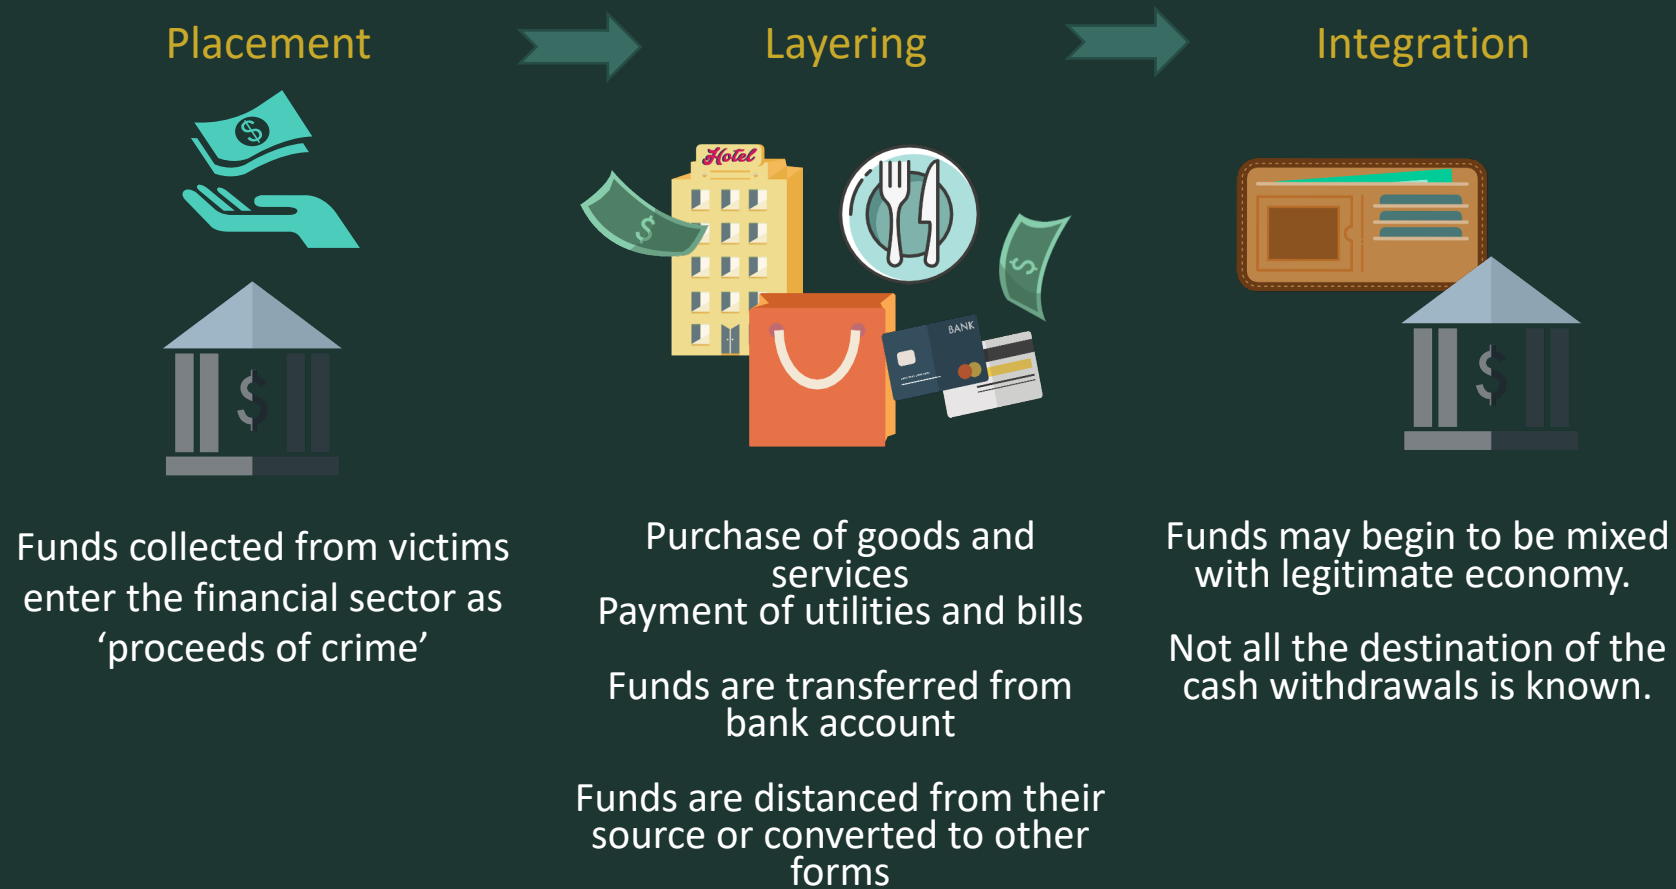 Placement
Layering
Integration
$
Hotel
$
$
BANK
$
$
Funds collected from victims
enter the financial sector as
‘proceeds of crime’
Purchase of goods and
services
Payment of utilities and bills
Funds are transferred from
bank account
Funds are distanced from their
source or converted to other
forms
Funds may begin to be mixed
with legitimate economy.
Not all the destination of the
cash withdrawals is known.